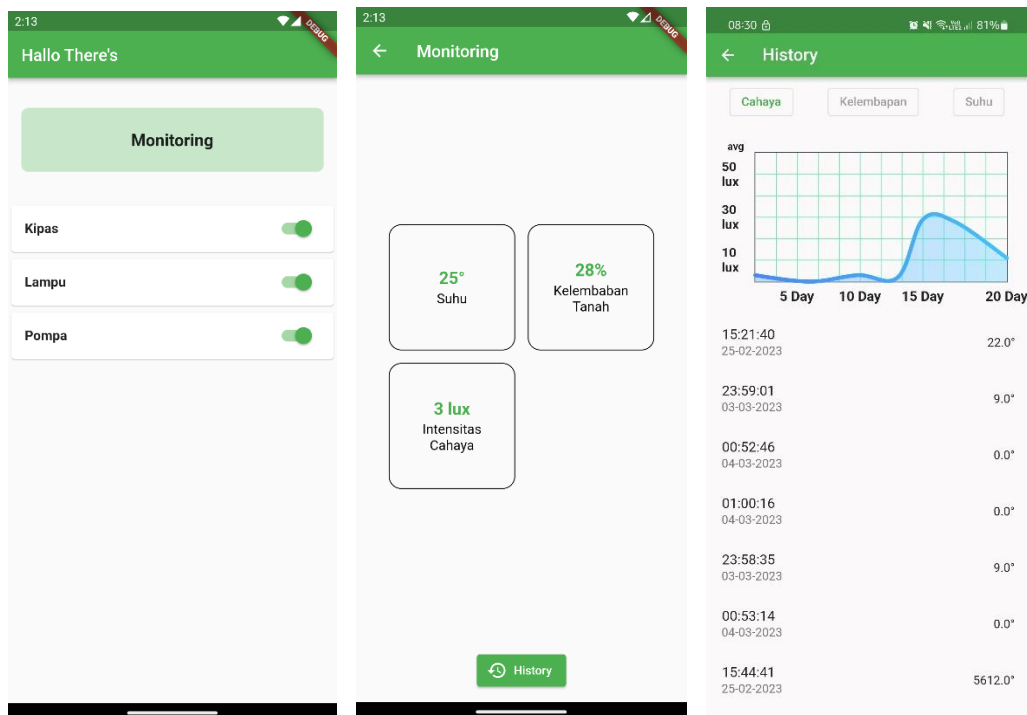 2:13
DEBUG
Hallo There's
Monitoring
Kipas
Lampu
Pompa
2:13
DEBUG
Monitoring
25°
Suhu
28%
Kelembaban
Tanah
3 lux
Intensitas
Cahaya
History
08:30
81%
History
Cahaya
Kelembapan
Suhu
avg
50
lux
30
lux
10
lux
5 Day
10 Day
15 Day
20 Day
15:21:40
25-02-2023
22.0°
23:59:01
03-03-2023
9.0°
00:52:46
04-03-2023
0.0°
01:00:16
04-03-2023
0.0°
23:58:35
03-03-2023
9.0°
00:53:14
04-03-2023
0.0°
15:44:41
25-02-2023
5612.0°